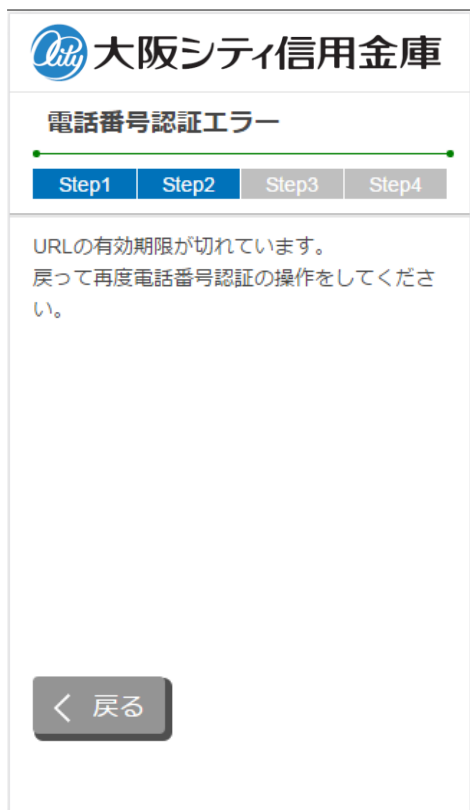 City 大阪シティ信用金庫
電話番号認証エラー
Step1 Step2 Step3 Step4
URLの有効期限が切れています。
戻って再度電話番号認証の操作をしてくださ
い。
戻る